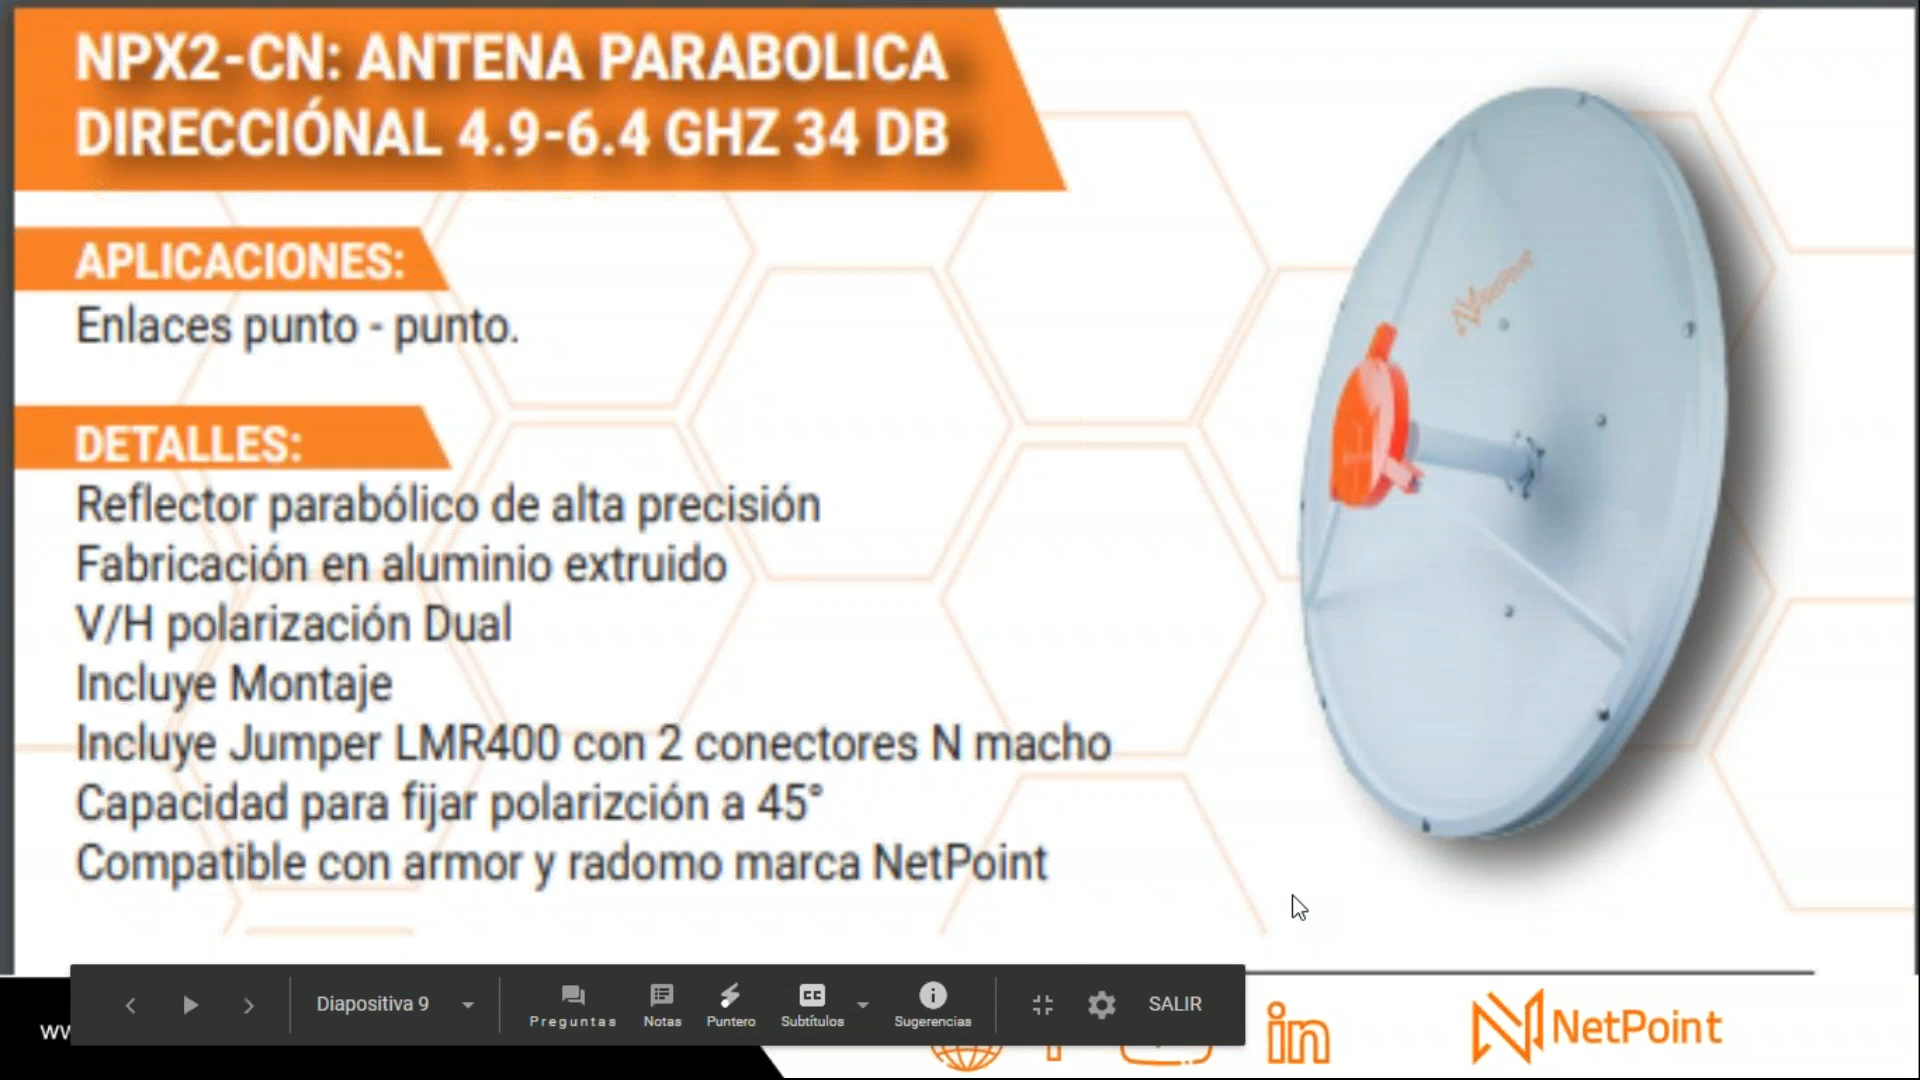 NPX2-CN: ANTENA PARABOLICA
DIRECCIÓNAL 4.9-6.4 GHZ 34 DB
APLICACIONES:
Enlaces punto - punto.
DETALLES:
Reflector parabólico de alta precisión
Fabricación en aluminio extruido
V/H polarización Dual
Incluye Montaje
Incluye Jumper LMR400 con 2 conectores N macho
Capacidad para fijar polarizción a 45°
Compatible con armor y radomo marca NetPoint
NetPoint
Diapositiva 9
Preguntas
Notas
Puntero
CC
Subtítulos
Sugerencias
SALIR
in
NetPoint